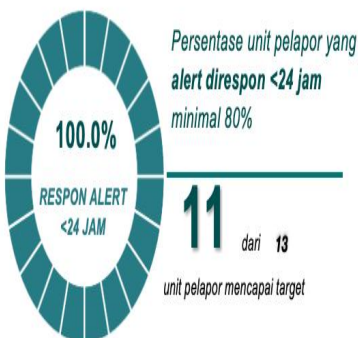 Persentase unit pelapor yang
alert direspon <24 jam
minimal 80%
100.0%
RESPON ALERT
<24 JAM
11 dari 13
unit pelapor mencapai target